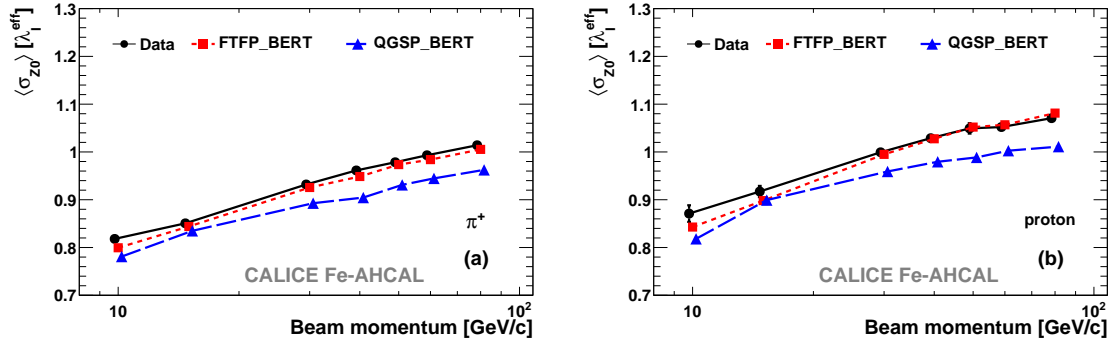 ⟨σ_Z0⟩ [λ_I^eff]
1.3
1.2
1.1
1
0.9
0.8
0.7
Data FTFP_BERT QGSP_BERT
π⁺
(a)
CALICE Fe-AHCAL
10 10²
Beam momentum [GeV/c]
⟨σ_Z0⟩ [λ_I^eff]
1.3
1.2
1.1
1
0.9
0.8
0.7
Data FTFP_BERT QGSP_BERT
proton
(b)
CALICE Fe-AHCAL
10 10²
Beam momentum [GeV/c]